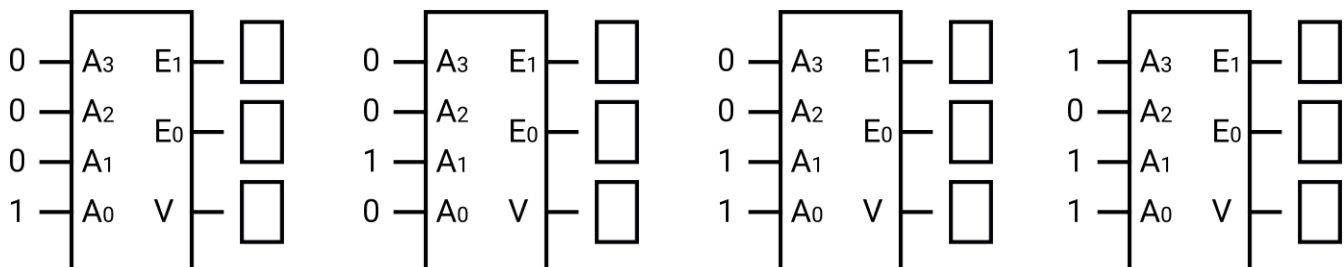 0 A3 E1 0 A3 E1 0 A3 E1 1 A3 E1
0 A2 0 A2 0 A2 0 A2
E0 E0 E0 E0
0 A1 1 A1 1 A1 1 A1
1 A0 V 0 A0 V 1 A0 V 1 A0 V